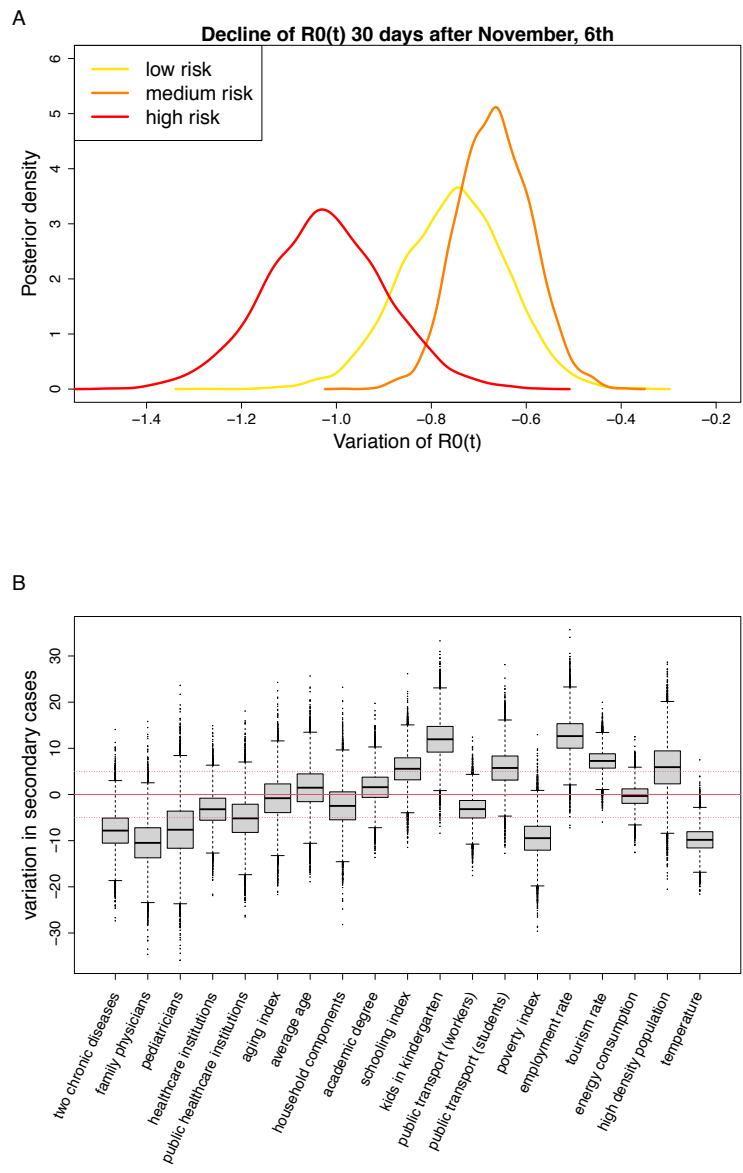 A
Decline of R0(t) 30 days after November, 6th
low risk
medium risk
high risk
Posterior density
6
5
4
3
2
1
0
−1.4 −1.2 −1.0 −0.8 −0.6 −0.4 −0.2
Variation of R0(t)
B
variation in secondary cases
30
20
10
0
−10
−20
−30
two chronic diseases
family physicians
pediatricians
healthcare institutions
public healthcare institutions
aging index
average age
household components
academic degree
schooling index
kids in kindergarten
public transport (workers)
public transport (students)
poverty index
employment rate
tourism rate
energy consumption
high density population
temperature